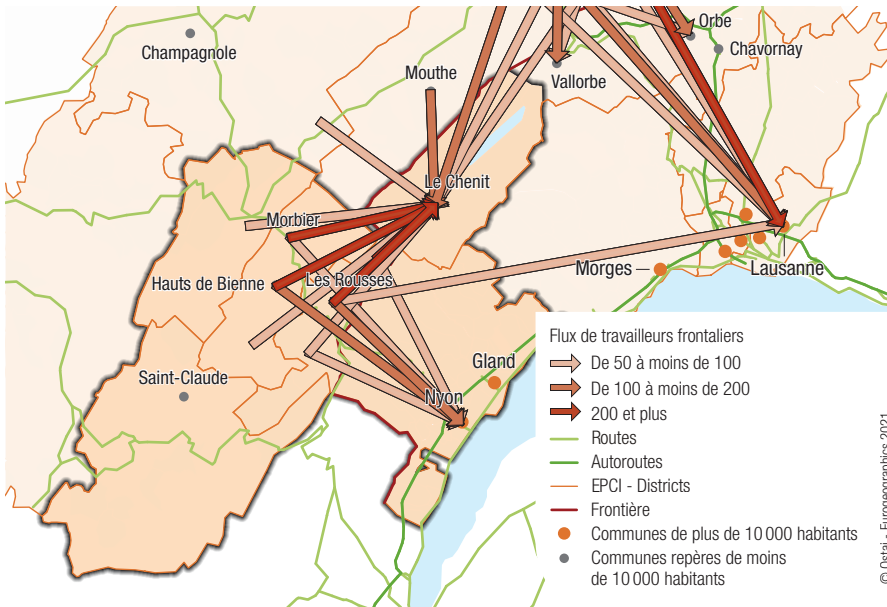 Orbe
Champagnole
Chavornay
Mouthe
Vallorbe
Le Chenit
Morbier
Hauts de Bienne
Les Rousses
Morges
Lausanne
Gland
Saint-Claude
Nyon
Flux de travailleurs frontaliers
De 50 à moins de 100
De 100 à moins de 200
200 et plus
Routes
Autoroutes
EPCI - Districts
Frontière
Communes de plus de 10 000 habitants
Communes repères de moins
de 10 000 habitants
© Ostaj - Eurogeographics 2021